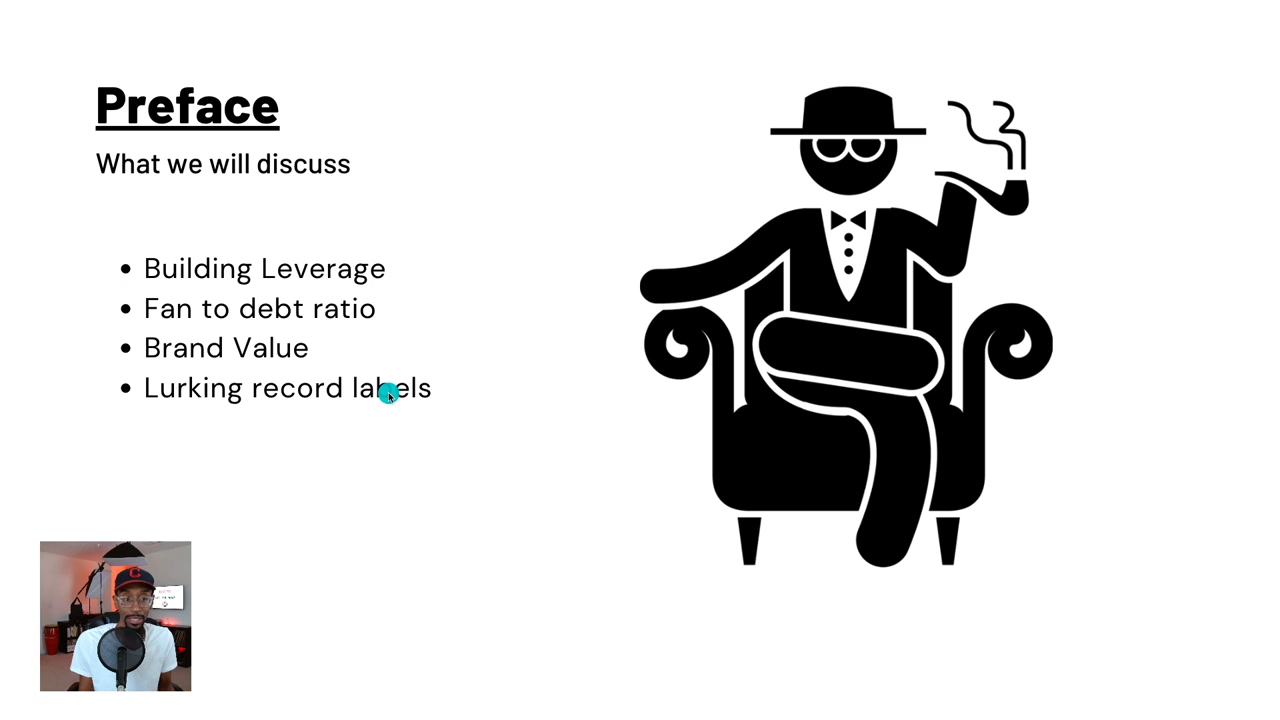 Preface
What we will discuss
Building Leverage
Fan to debt ratio
Brand Value
Lurking record labels
C